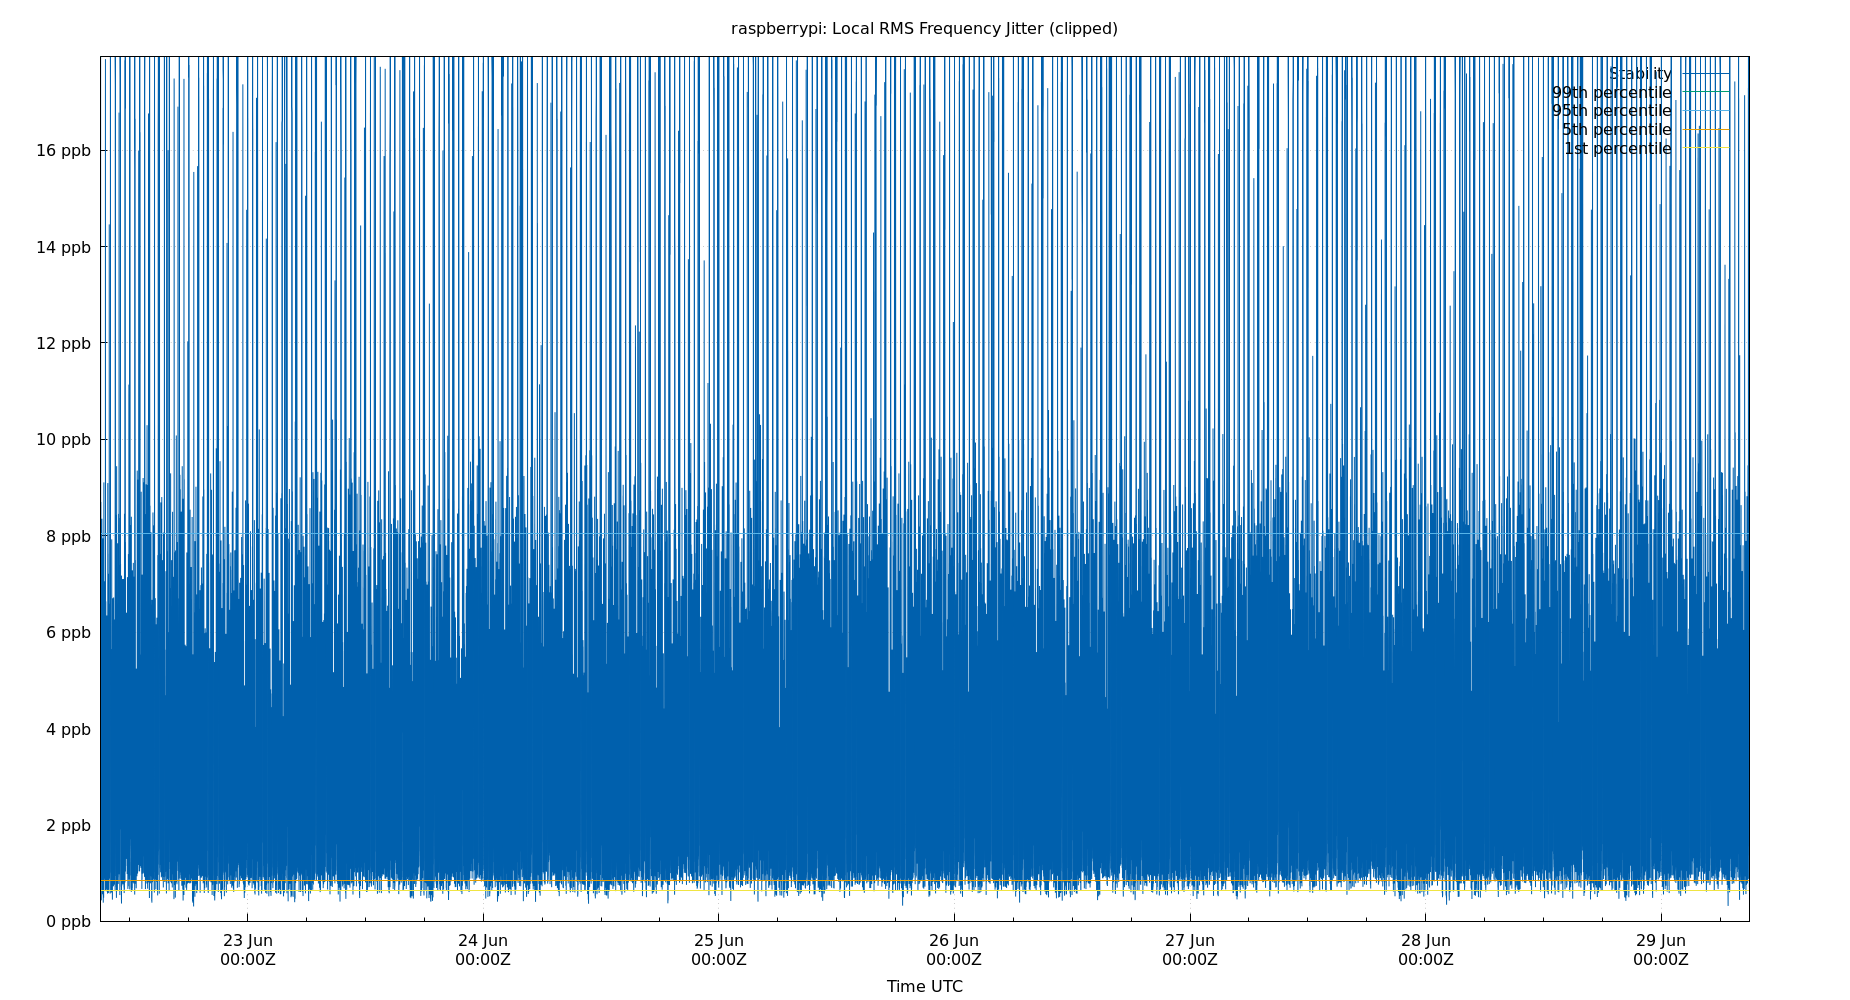 raspberrypi: Local RMS Frequency Jitter (clipped)
Stability
99th percentile
95th percentile
5th percentile
1st percentile
16 ppb
14 ppb
12 ppb
10 ppb
8 ppb
6 ppb
4 ppb
2 ppb
0 ppb
23 Jun 24 Jun 25 Jun 26 Jun 27 Jun 28 Jun 29 Jun
00:00Z 00:00Z 00:00Z 00:00Z 00:00Z 00:00Z 00:00Z
Time UTC